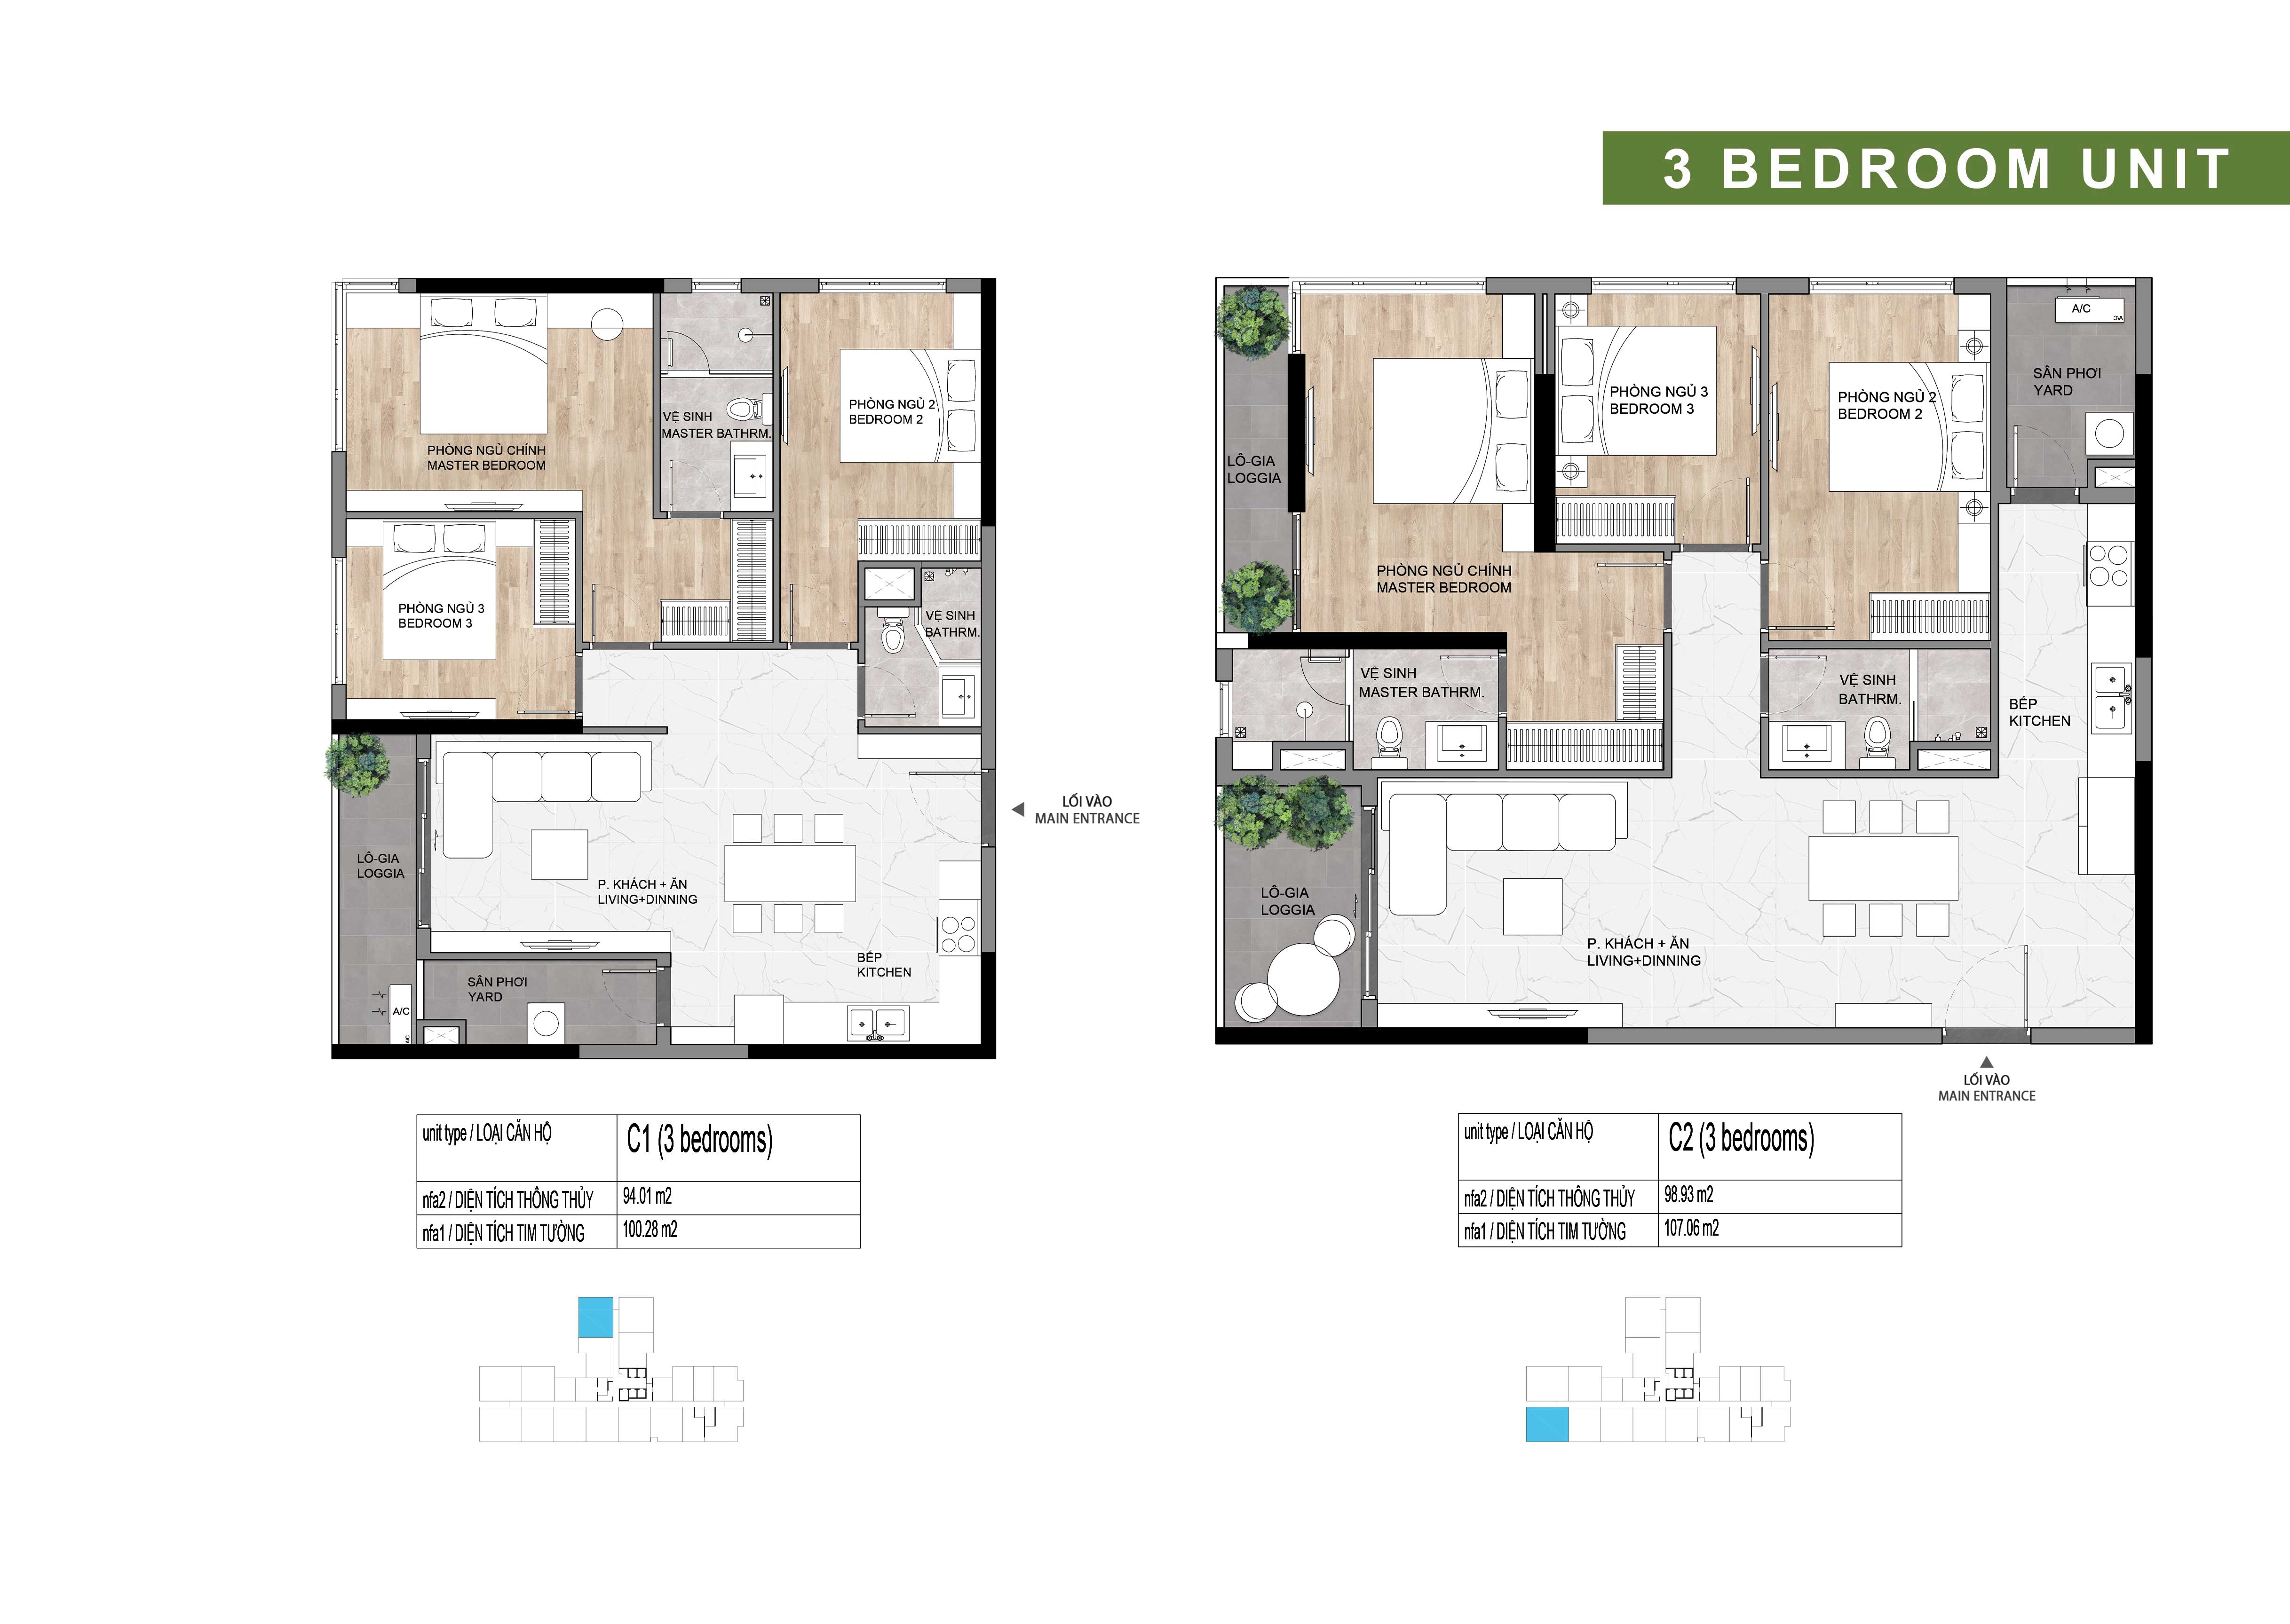 3 BEDROOM UNIT
VỆ SINH
MASTER BATHRM.
PHÒNG NGỦ 2
BEDROOM 2
PHÒNG NGỦ CHÍNH
MASTER BEDROOM
PHÒNG NGỦ 3
BEDROOM 3
VỆ SINH
BATHRM.
LỐI VÀO
MAIN ENTRANCE
LÔ-GIA
LOGGIA
P. KHÁCH + ĂN
LIVING+DINNING
BẾP
KITCHEN
SÂN PHƠI
YARD
A/C
AC
unit type / LOẠI CĂN HỘ
C1 (3 bedrooms)
nfa2 / DIỆN TÍCH THÔNG THỦY
94.01 m2
nfa1 / DIỆN TÍCH TIM TƯỜNG
100.28 m2
A/C
SÂN PHƠI
YARD
PHÒNG NGỦ 3
BEDROOM 3
PHÒNG NGỦ 2
BEDROOM 2
LÔ-GIA
LOGGIA
PHÒNG NGỦ CHÍNH
MASTER BEDROOM
VỆ SINH
MASTER BATHRM.
VỆ SINH
BATHRM.
BẾP
KITCHEN
LÔ-GIA
LOGGIA
P. KHÁCH + ĂN
LIVING+DINNING
LỐI VÀO
MAIN ENTRANCE
unit type / LOẠI CĂN HỘ
C2 (3 bedrooms)
nfa2 / DIỆN TÍCH THÔNG THỦY
98.93 m2
nfa1 / DIỆN TÍCH TIM TƯỜNG
107.06 m2